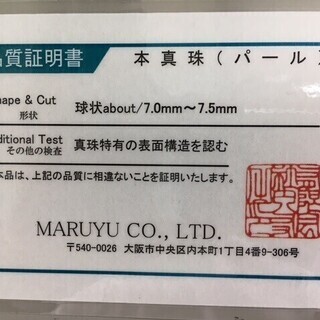 品質証明書 本真珠(パール)
hape & Cut 球状about/7.0mm～7.5mm
形状
ditional Test 真珠特有の表面構造を認む
その他の検査
本品は、上記の品質に相違ないことを証明いたします。
MARUYU CO., LTD.
〒540-0026 大阪市中央区内本町1丁目4番9-306号